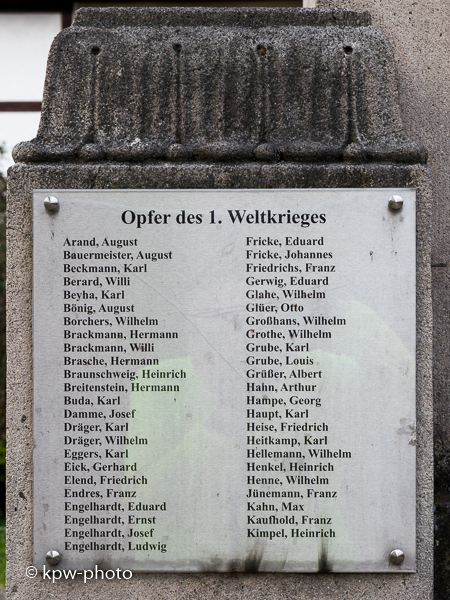 Opfer des 1. Weltkrieges
Arand, August
Bauermeister, August
Beckmann, Karl
Berard, Willi
Beyha, Karl
Bönig, August
Borchers, Wilhelm
Brackmann, Hermann
Brackmann, Willi
Brasche, Hermann
Braunschweig, Heinrich
Breitenstein, Hermann
Buda, Karl
Damme, Josef
Dräger, Karl
Dräger, Wilhelm
Eggers, Karl
Eick, Gerhard
Elend, Friedrich
Endres, Franz
Engelhardt, Eduard
Engelhardt, Ernst
Engelhardt, Josef
Engelhardt, Ludwig
Fricke, Eduard
Fricke, Johannes
Friedrichs, Franz
Gerwig, Eduard
Glahe, Wilhelm
Glüer, Otto
Großhans, Wilhelm
Grothe, Wilhelm
Grube, Karl
Grube, Louis
Grüßer, Albert
Hahn, Arthur
Hampe, Georg
Haupt, Karl
Heise, Friedrich
Heitkamp, Karl
Hellemann, Wilhelm
Henkel, Heinrich
Henne, Wilhelm
Jünemann, Franz
Kahn, Max
Kaufhold, Franz
Kimpel, Heinrich
© kpw-photo